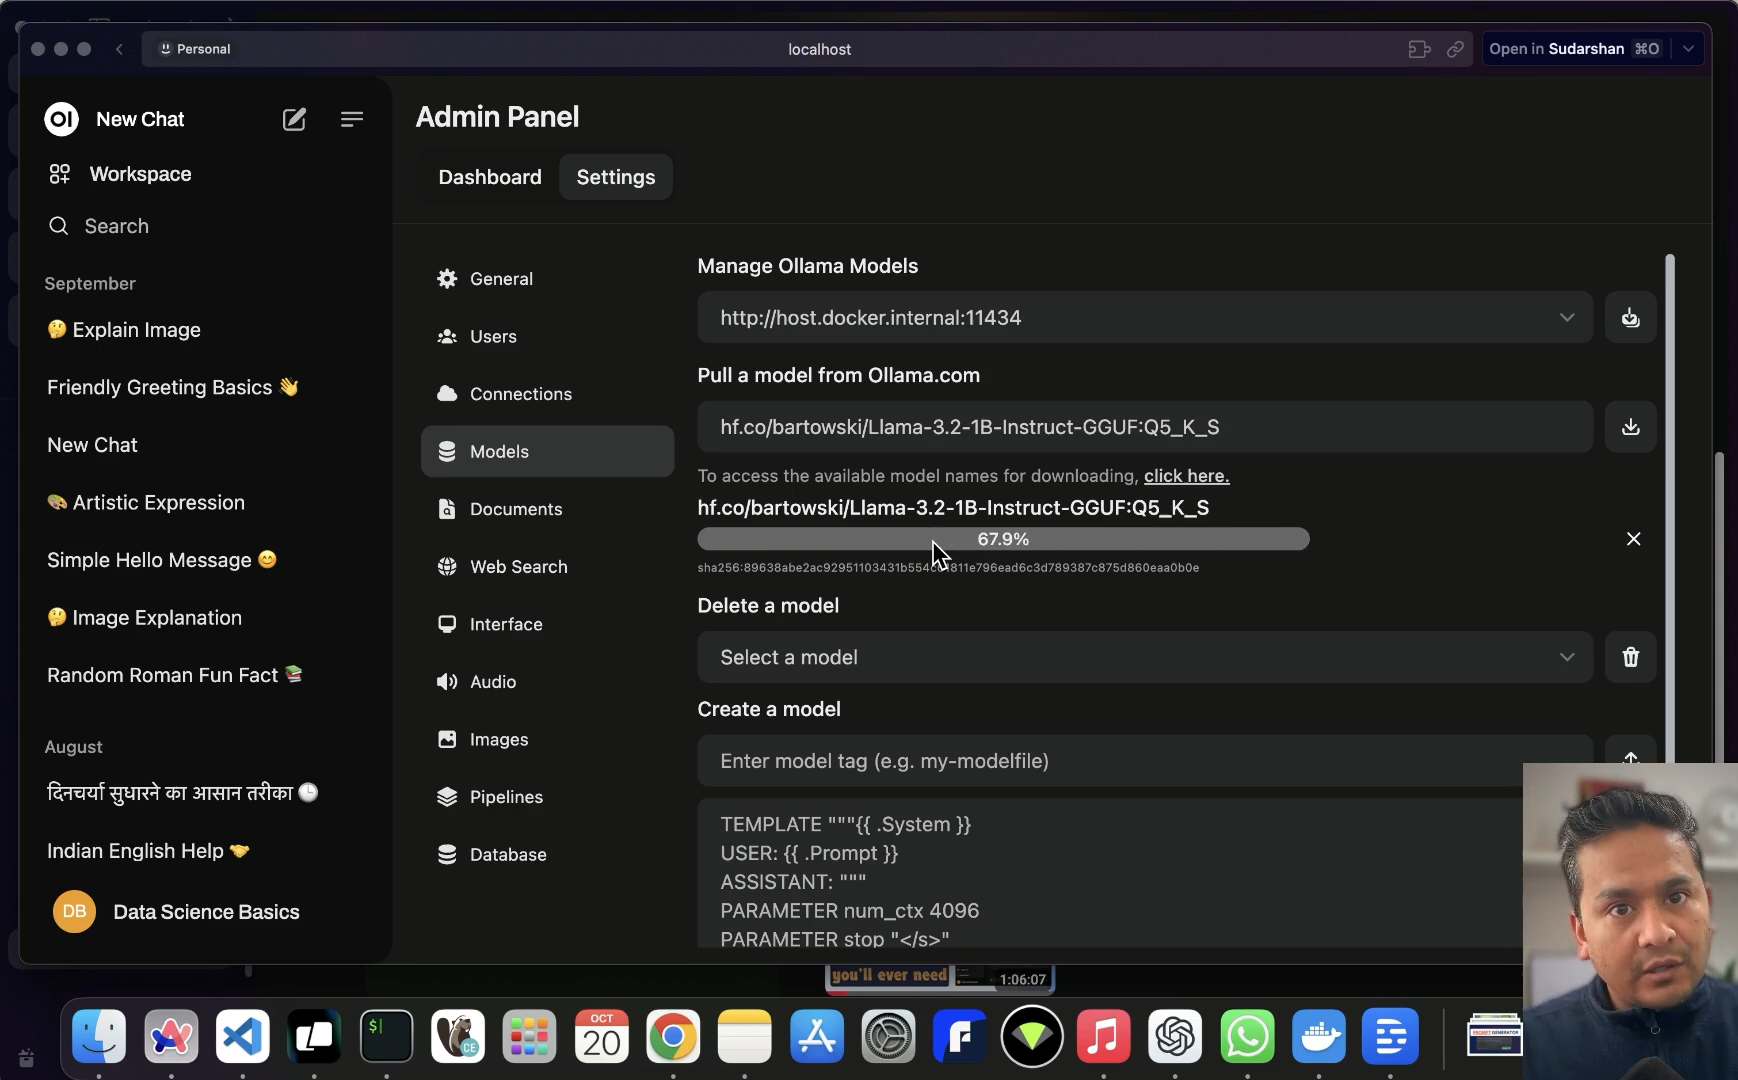 Personal
localhost
Open in Sudarshan ⌘O
OI New Chat
Workspace
Search
September
🤔 Explain Image
Friendly Greeting Basics 👋
New Chat
🎨 Artistic Expression
Simple Hello Message 😊
🤔 Image Explanation
Random Roman Fun Fact 📚
August
दिनचर्या सुधारने का आसान तरीका 🕒
Indian English Help 🤝
DB Data Science Basics
Admin Panel
Dashboard Settings
General
Users
Connections
Models
Documents
Web Search
Interface
Audio
Images
Pipelines
Database
Manage Ollama Models
http://host.docker.internal:11434
Pull a model from Ollama.com
hf.co/bartowski/Llama-3.2-1B-Instruct-GGUF:Q5_K_S
To access the available model names for downloading, click here.
hf.co/bartowski/Llama-3.2-1B-Instruct-GGUF:Q5_K_S
67.9%
Delete a model
Select a model
Create a model
Enter model tag (e.g. my-modelfile)
TEMPLATE """{{ .System }}
USER: {{ .Prompt }}
ASSISTANT: """
PARAMETER num_ctx 4096
PARAMETER stop "</s>"
you'll ever need
1:06:07
$
CE
OCT
20
PROMPT GENERATOR